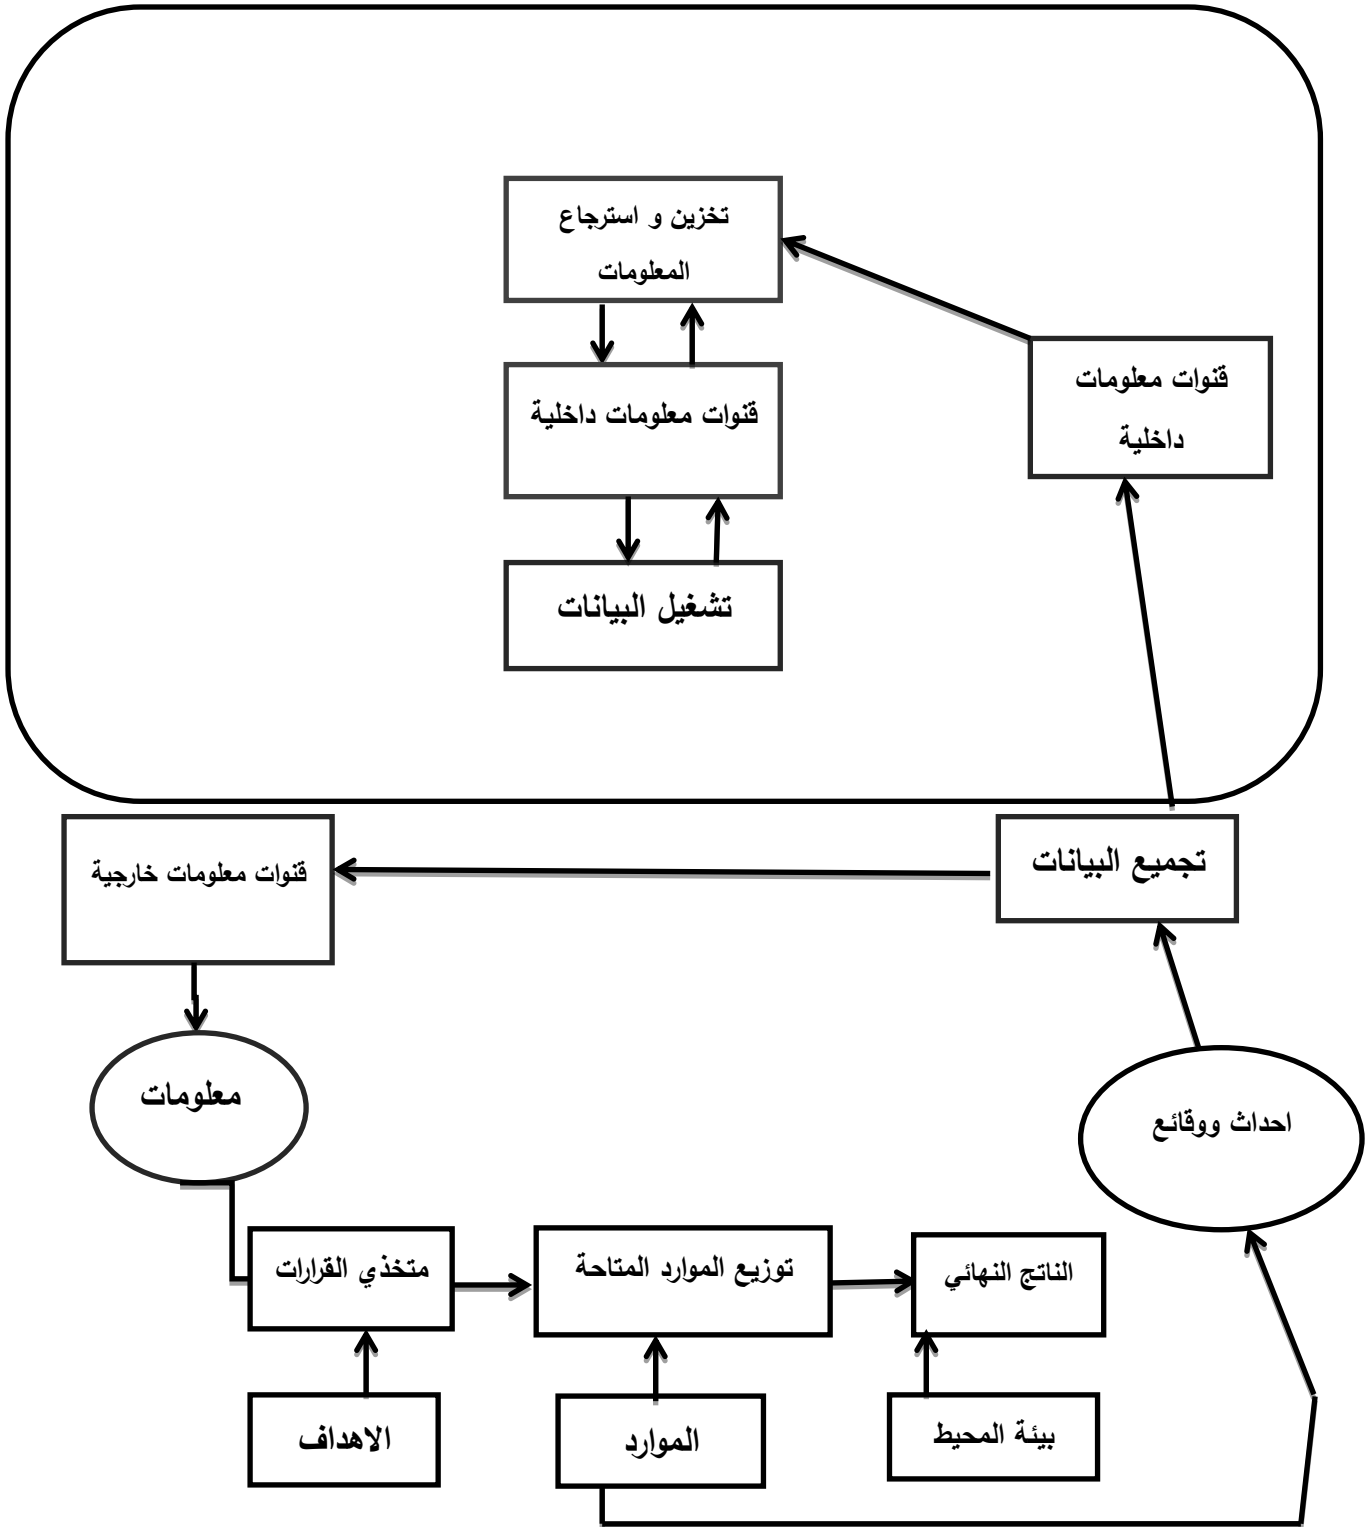 تخزين و استرجاع
المعلومات
قنوات معلومات
داخلية
قنوات معلومات داخلية
تشغيل البيانات
تجميع البيانات
قنوات معلومات خارجية
معلومات
احداث ووقائع
الناتج النهائي
توزيع الموارد المتاحة
متخذي القرارات
بيئة المحيط
الموارد
الاهداف